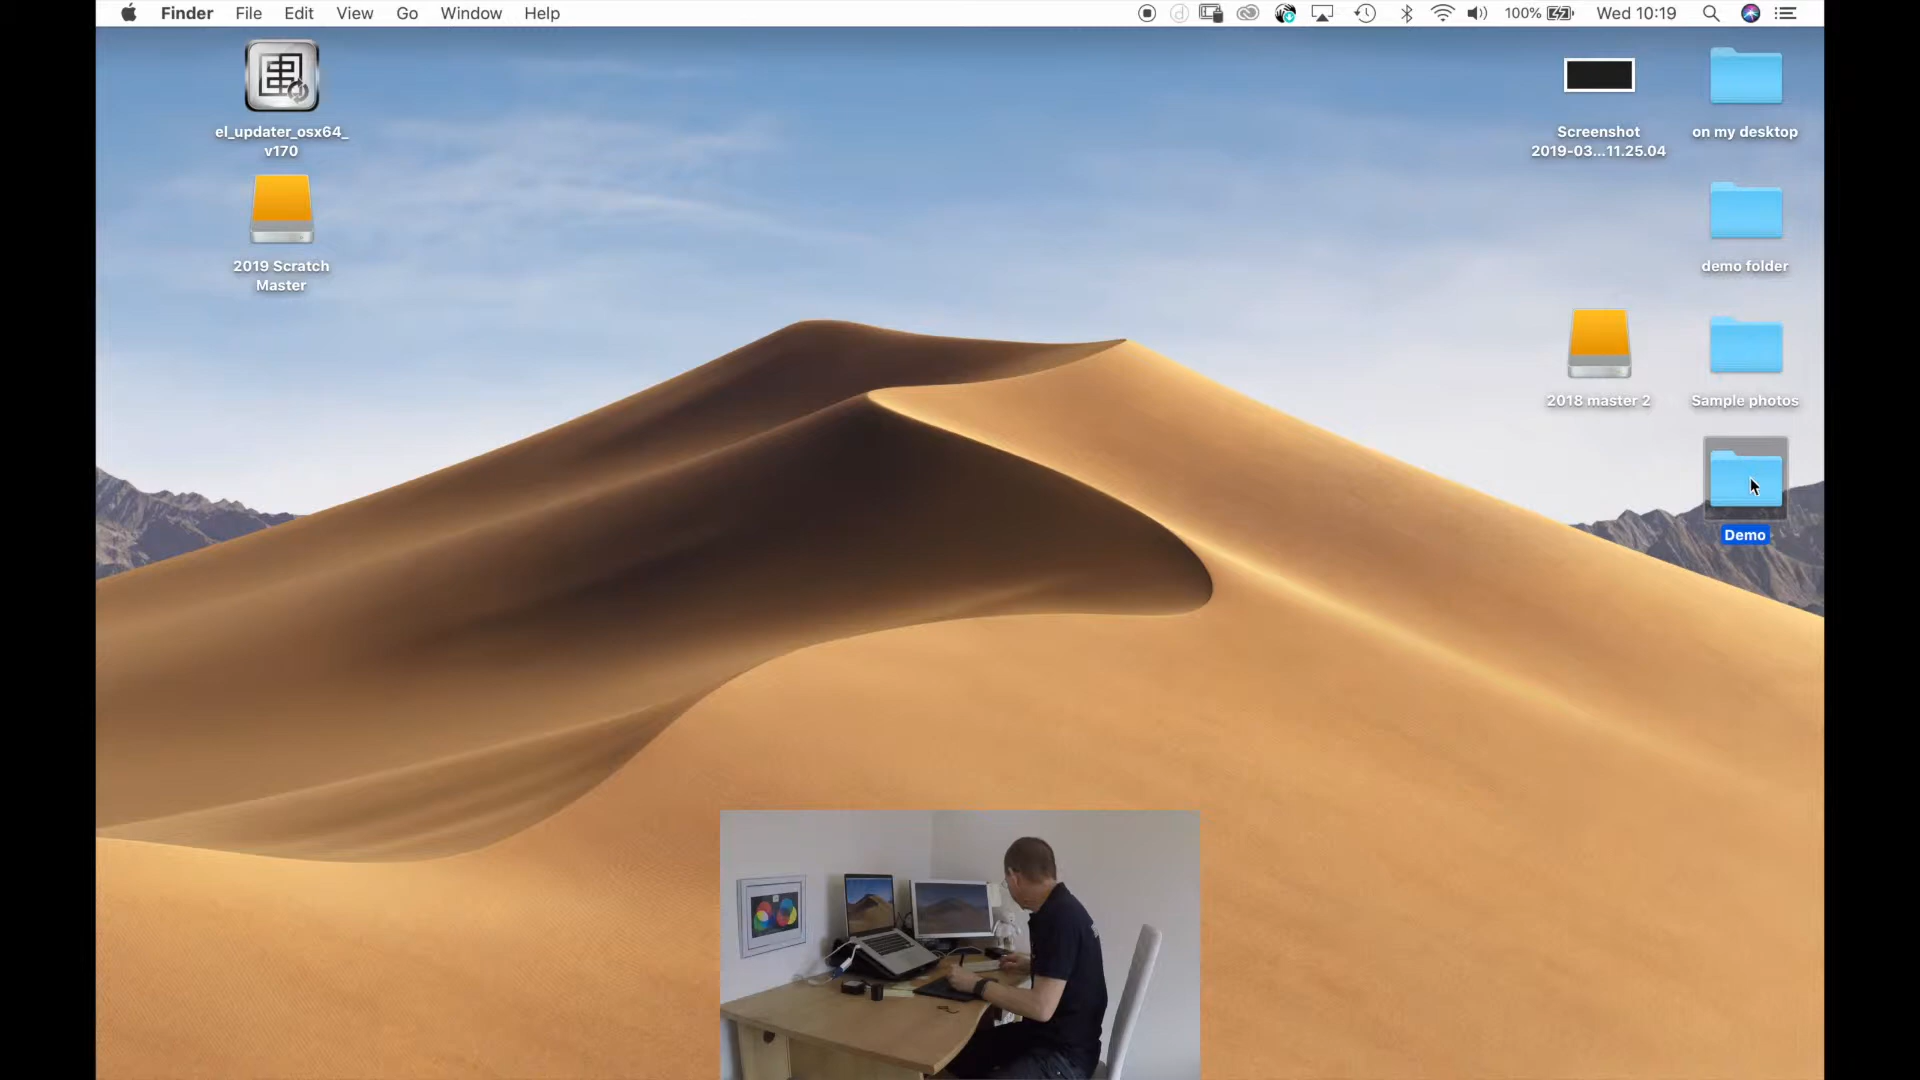 Finder File Edit View Go Window Help 100% Wed 10:19
el_updater_osx64_
v170
2019 Scratch
Master
Screenshot
2019-03...11.25.04
on my desktop
demo folder
2018 master 2
Sample photos
Demo